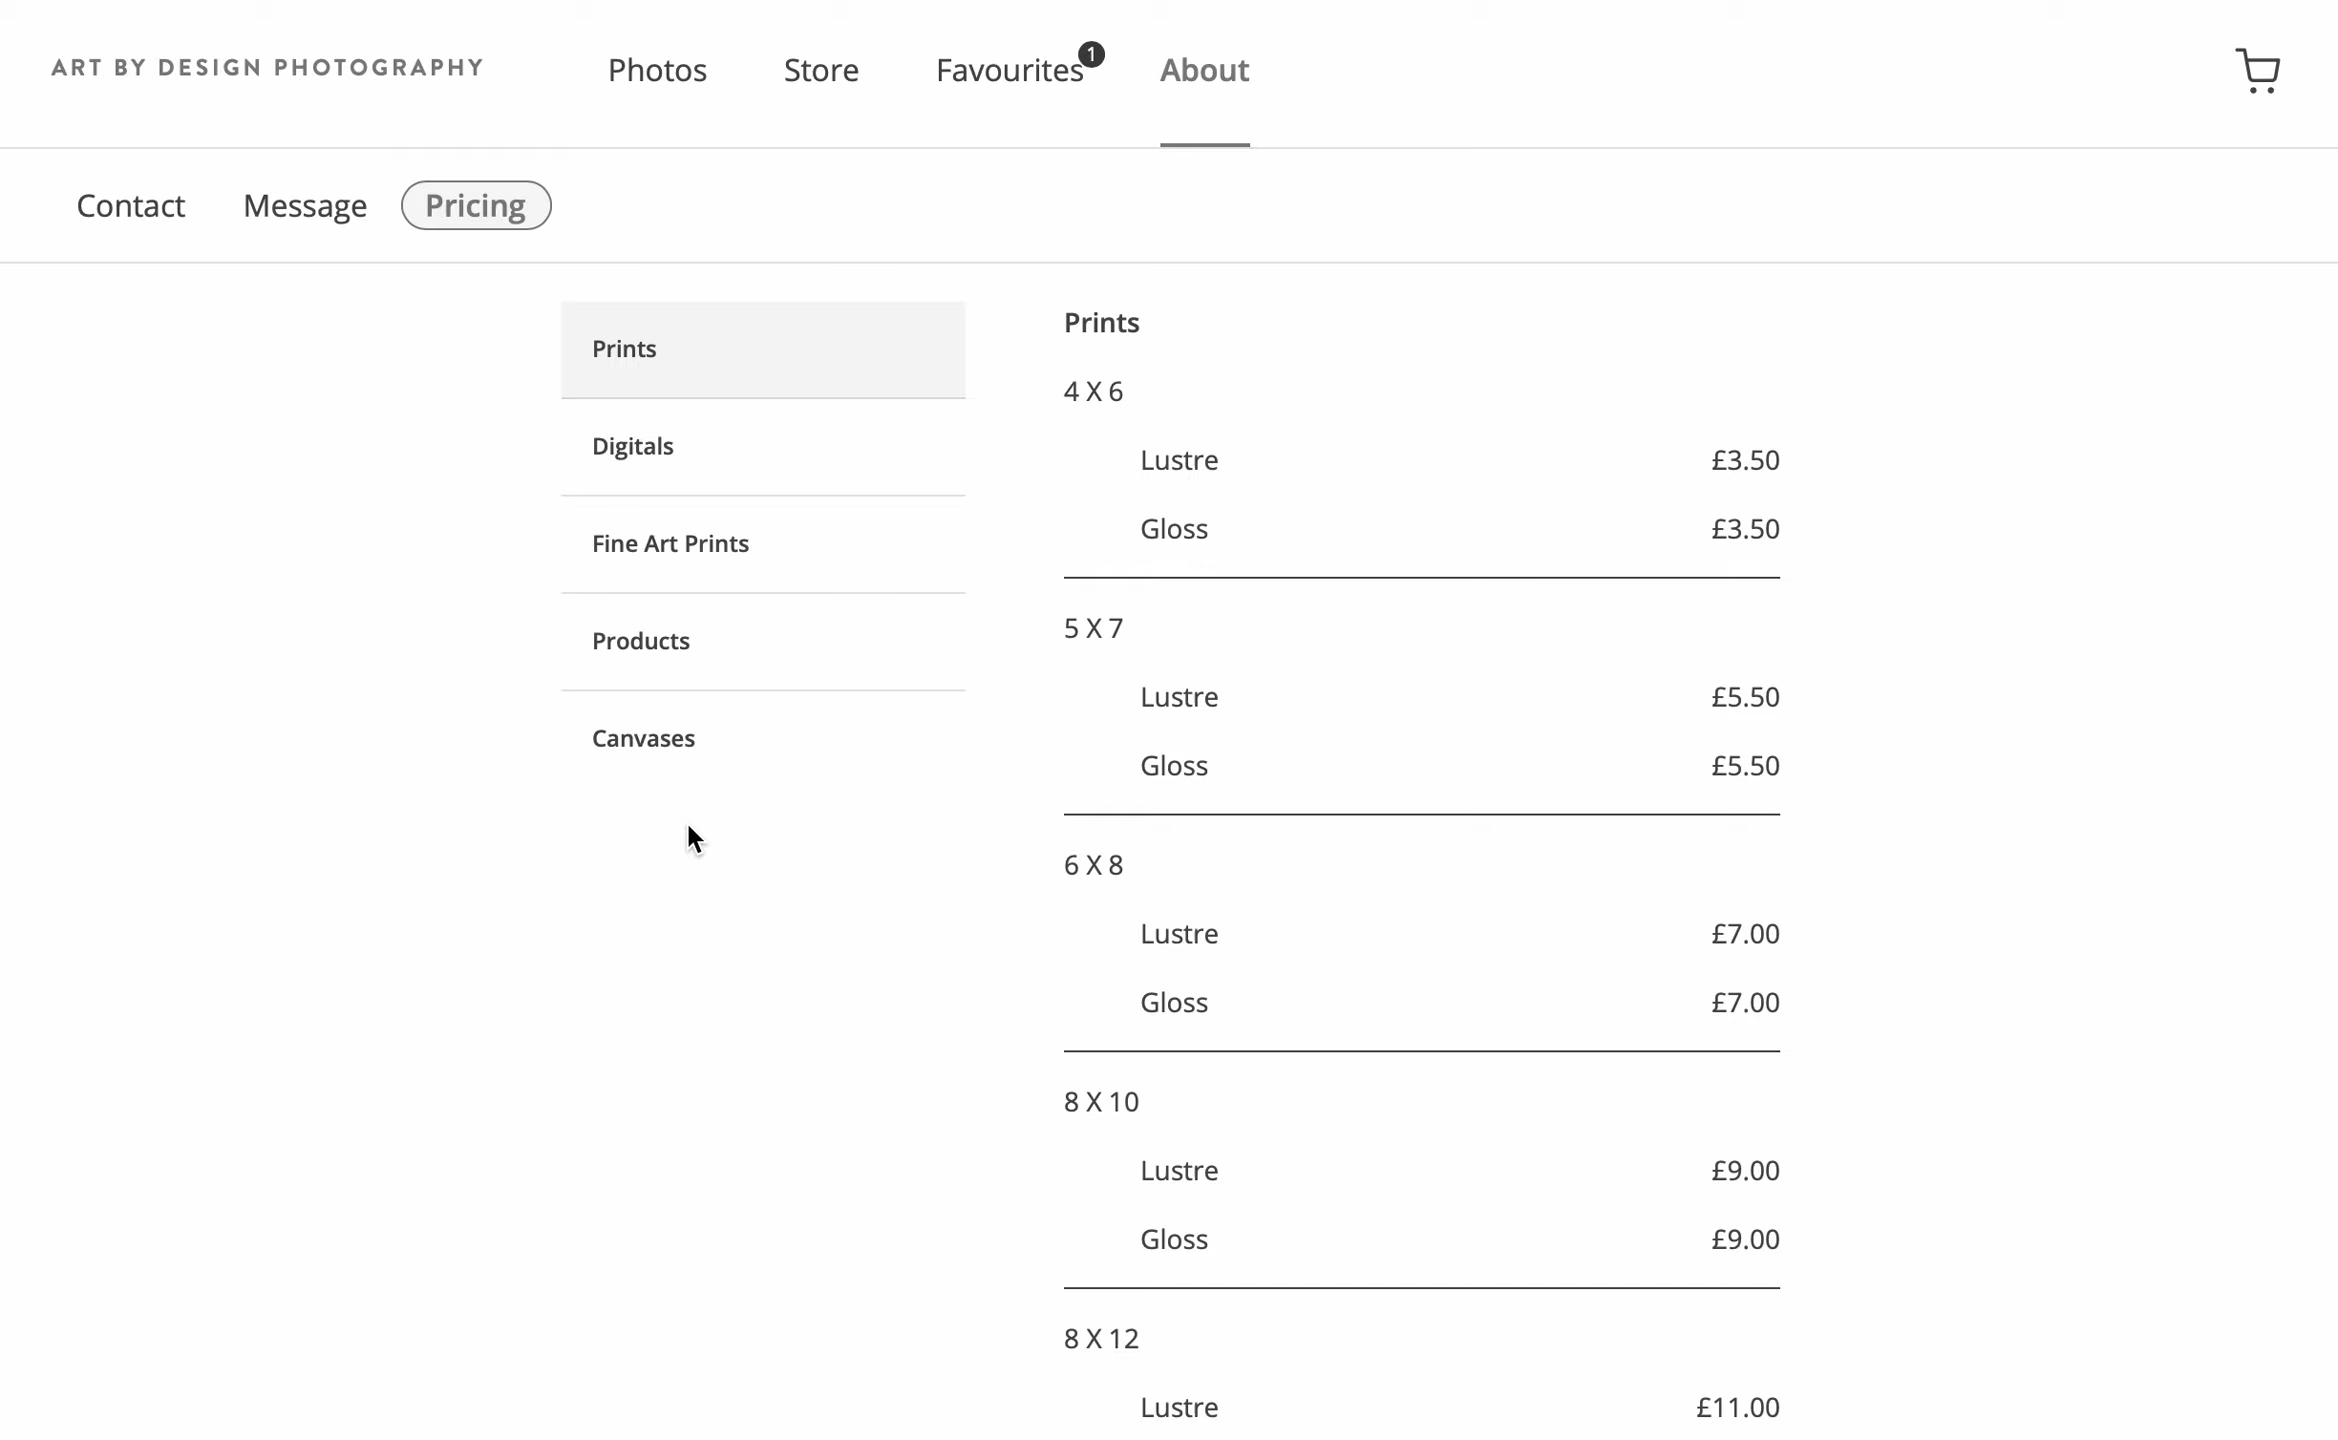 ART BY DESIGN PHOTOGRAPHY
Photos
Store
Favourites
1
About
Contact
Message
Pricing
Prints
Digitals
Fine Art Prints
Products
Canvases
Prints
4 X 6
Lustre £3.50
Gloss £3.50
5 X 7
Lustre £5.50
Gloss £5.50
6 X 8
Lustre £7.00
Gloss £7.00
8 X 10
Lustre £9.00
Gloss £9.00
8 X 12
Lustre £11.00